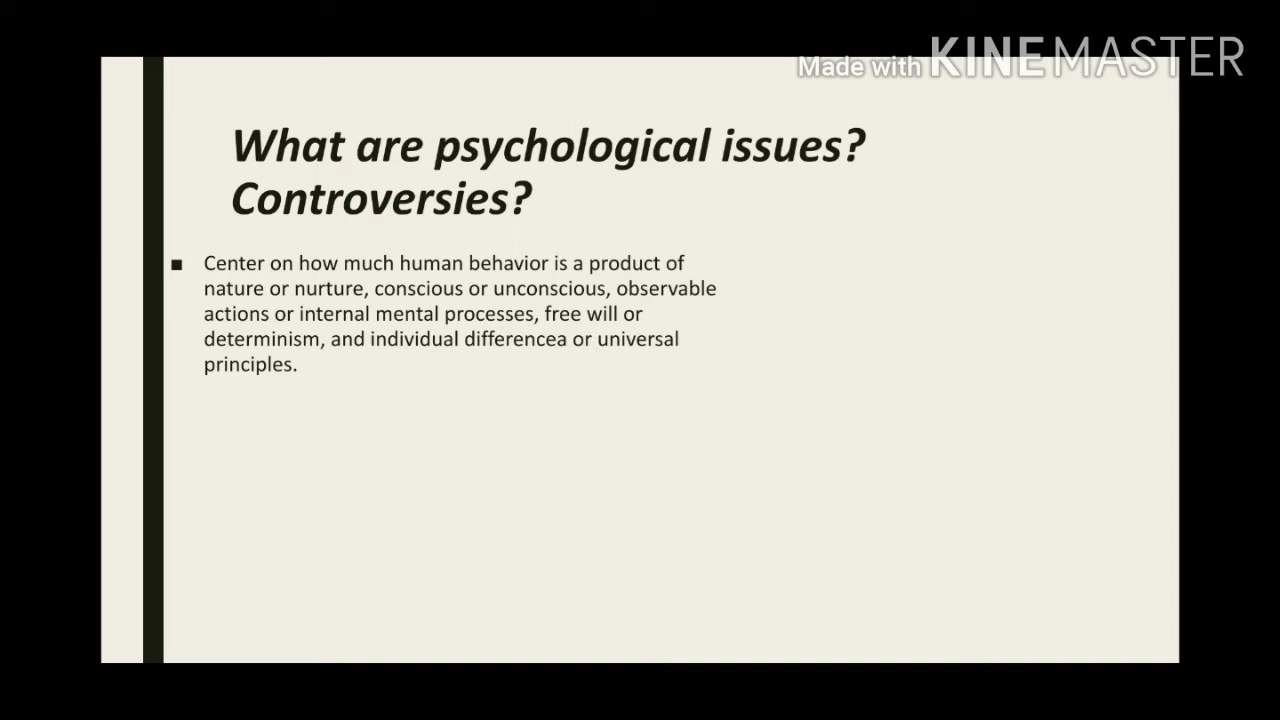 Made with KINEMASTER
What are psychological issues?
Controversies?
■ Center on how much human behavior is a product of
nature or nurture, conscious or unconscious, observable
actions or internal mental processes, free will or
determinism, and individual differencea or universal
principles.